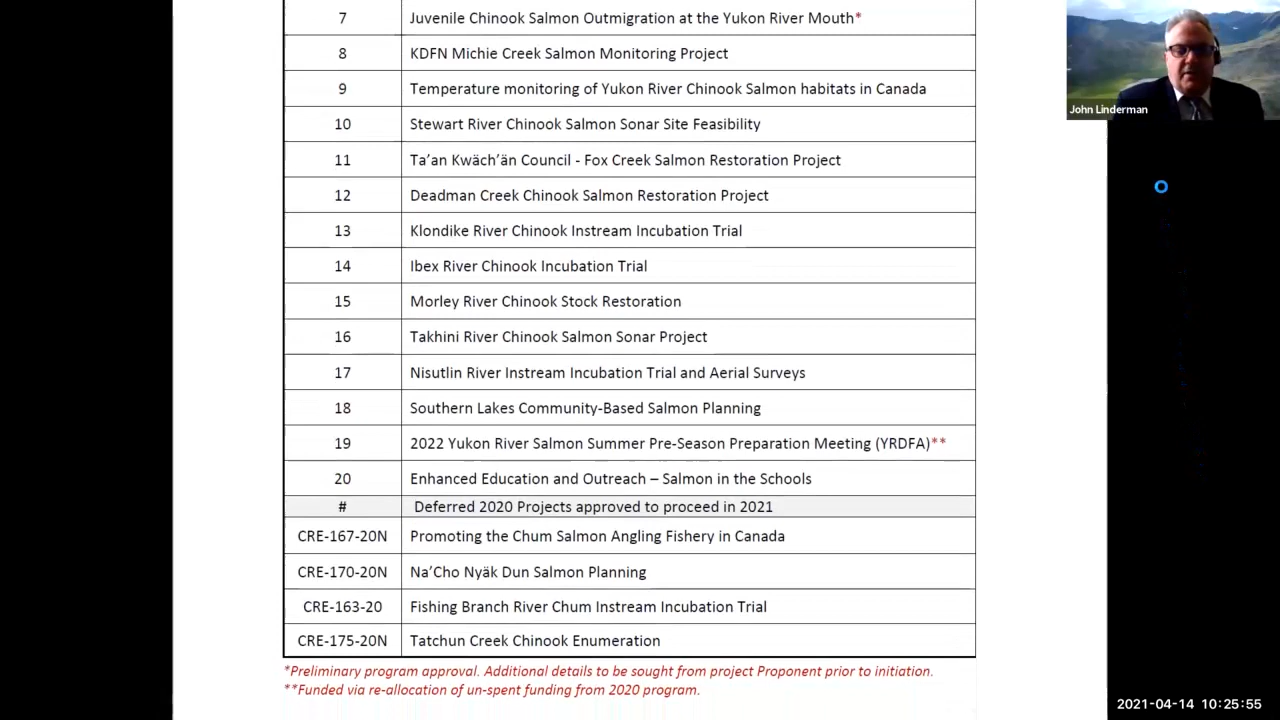 7 Juvenile Chinook Salmon Outmigration at the Yukon River Mouth*
8 KDFN Michie Creek Salmon Monitoring Project
9 Temperature monitoring of Yukon River Chinook Salmon habitats in Canada
10 Stewart River Chinook Salmon Sonar Site Feasibility
11 Ta’an Kwäch’än Council - Fox Creek Salmon Restoration Project
12 Deadman Creek Chinook Salmon Restoration Project
13 Klondike River Chinook Instream Incubation Trial
14 Ibex River Chinook Incubation Trial
15 Morley River Chinook Stock Restoration
16 Takhini River Chinook Salmon Sonar Project
17 Nisutlin River Instream Incubation Trial and Aerial Surveys
18 Southern Lakes Community-Based Salmon Planning
19 2022 Yukon River Salmon Summer Pre-Season Preparation Meeting (YRDFA)**
20 Enhanced Education and Outreach – Salmon in the Schools
# Deferred 2020 Projects approved to proceed in 2021
CRE-167-20N Promoting the Chum Salmon Angling Fishery in Canada
CRE-170-20N Na’Cho Nyäk Dun Salmon Planning
CRE-163-20 Fishing Branch River Chum Instream Incubation Trial
CRE-175-20N Tatchun Creek Chinook Enumeration
*Preliminary program approval. Additional details to be sought from project Proponent prior to initiation.
**Funded via re-allocation of un-spent funding from 2020 program.
John Linderman
2021-04-14 10:25:55